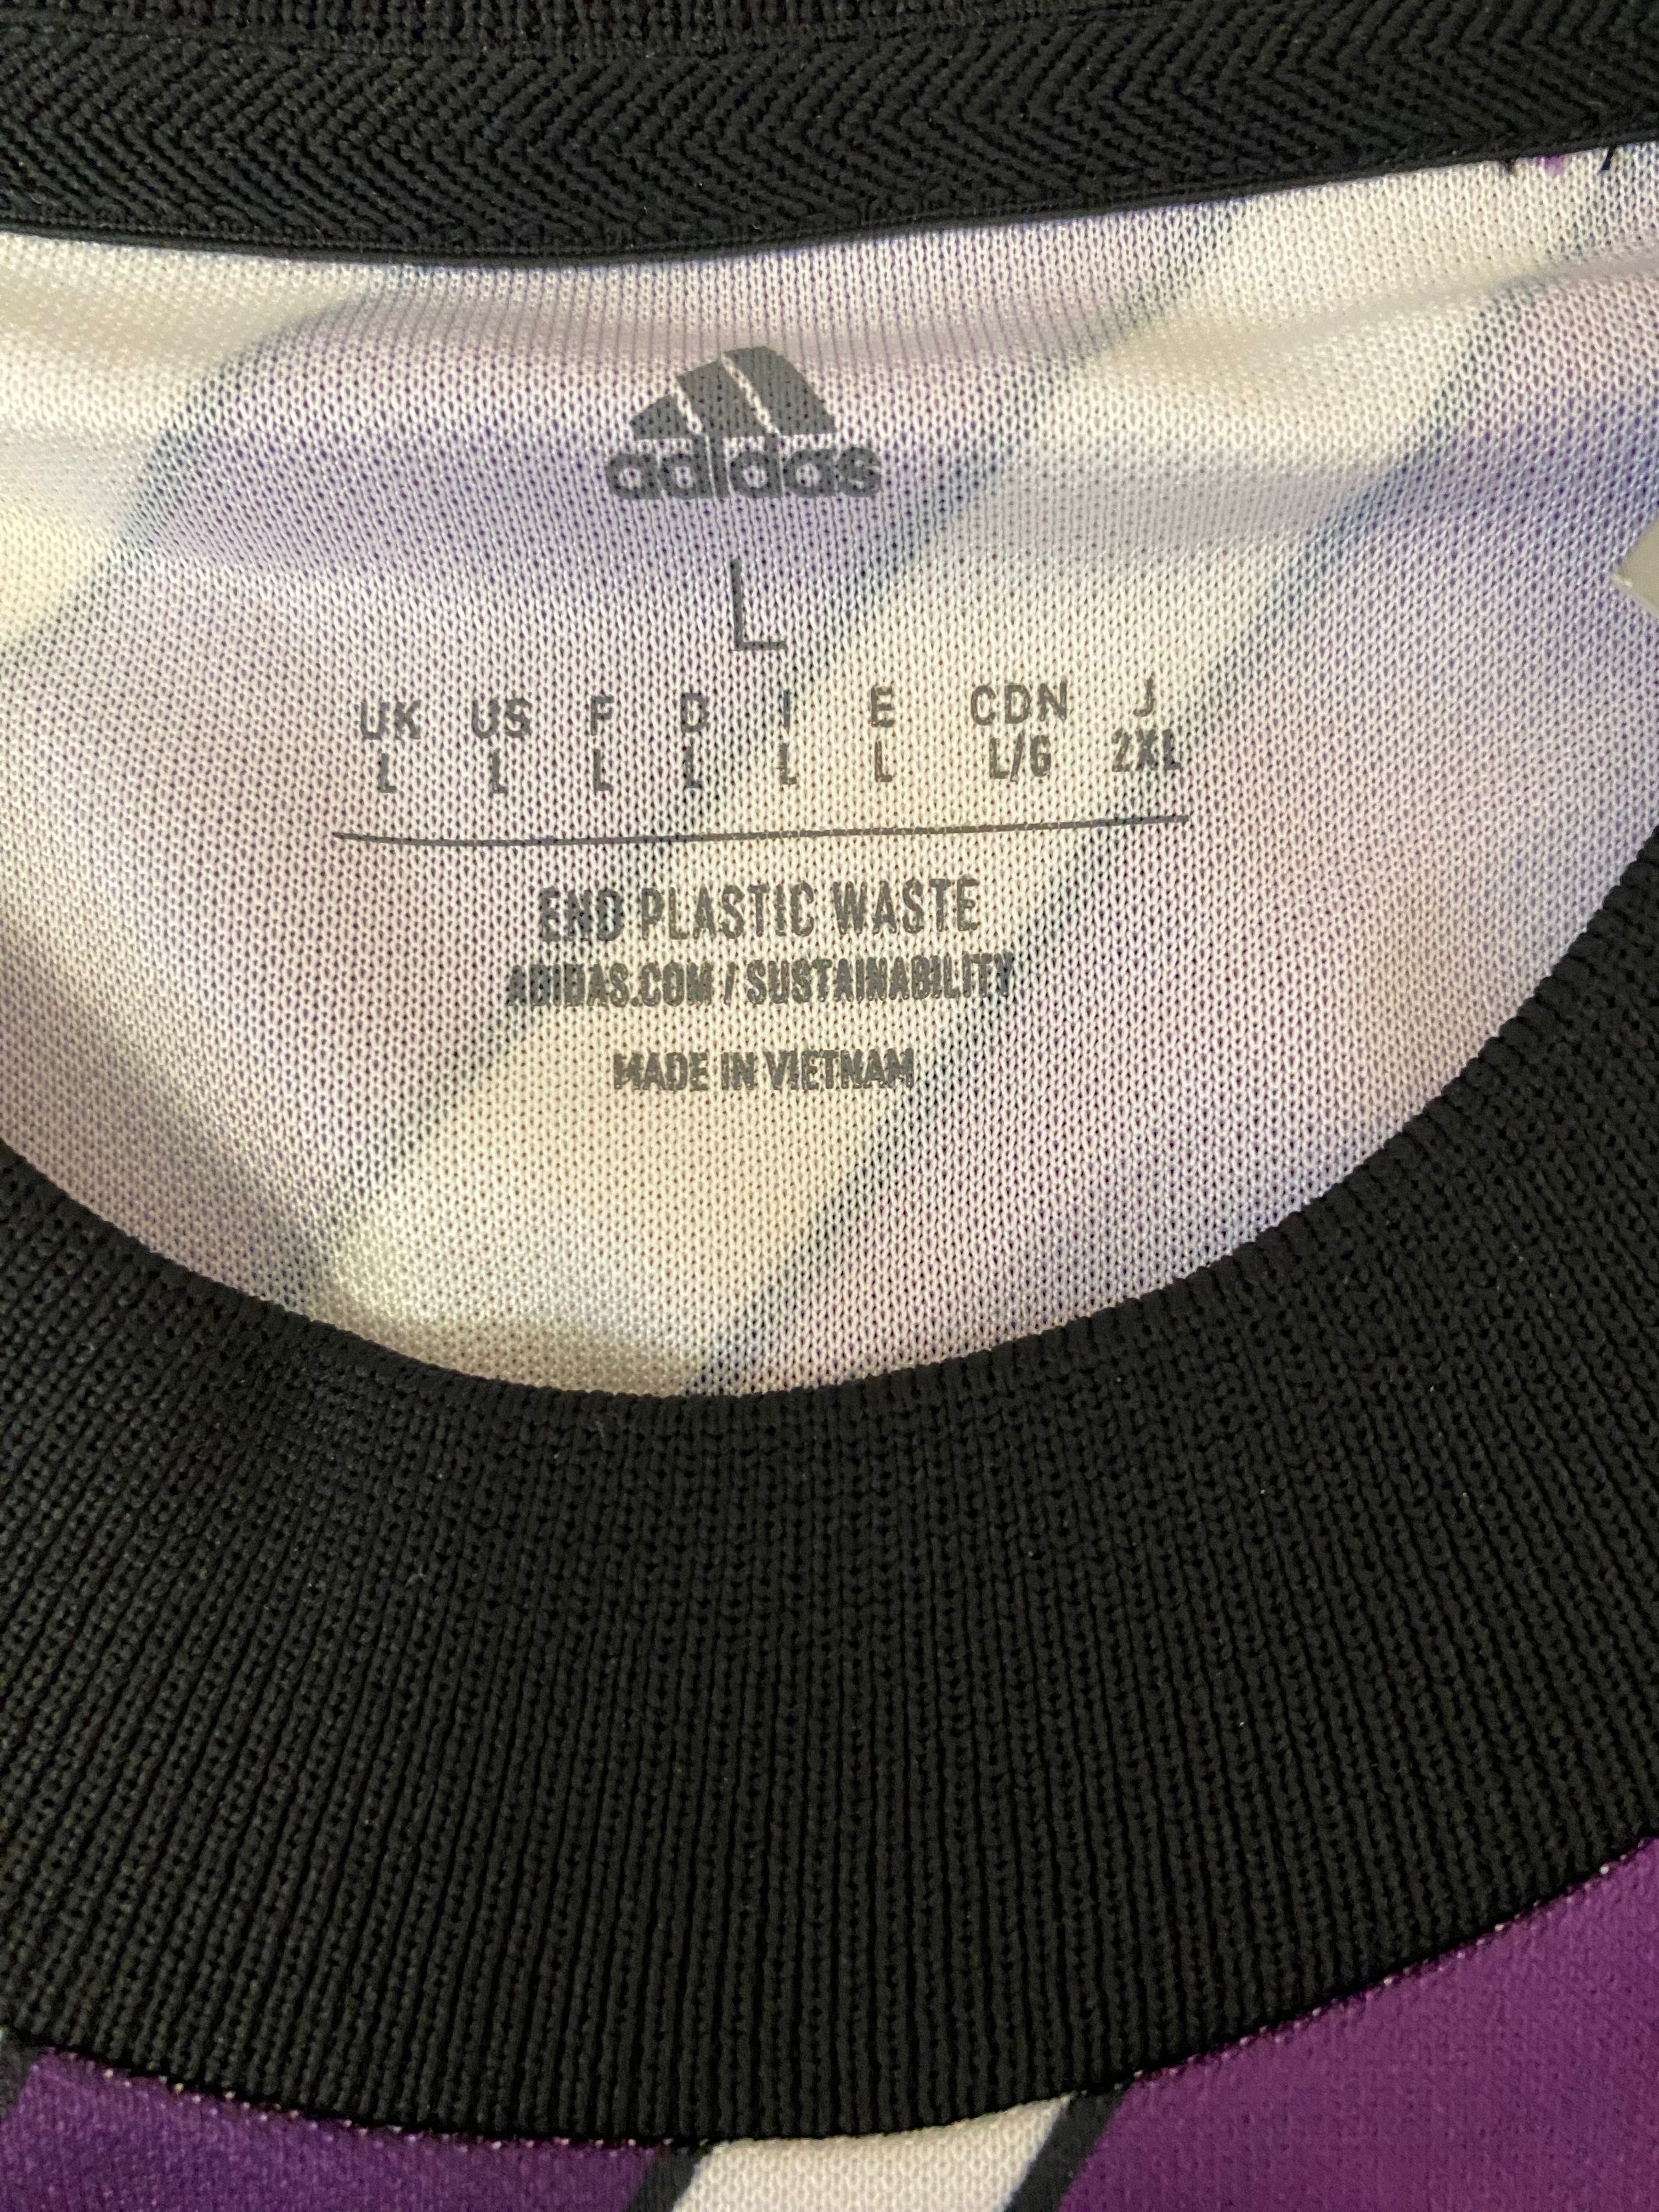 adidas
L
UK US F D I E CDN J
L L L L L L L/G 2XL
END PLASTIC WASTE
ADIDAS.COM / SUSTAINABILITY
MADE IN VIETNAM